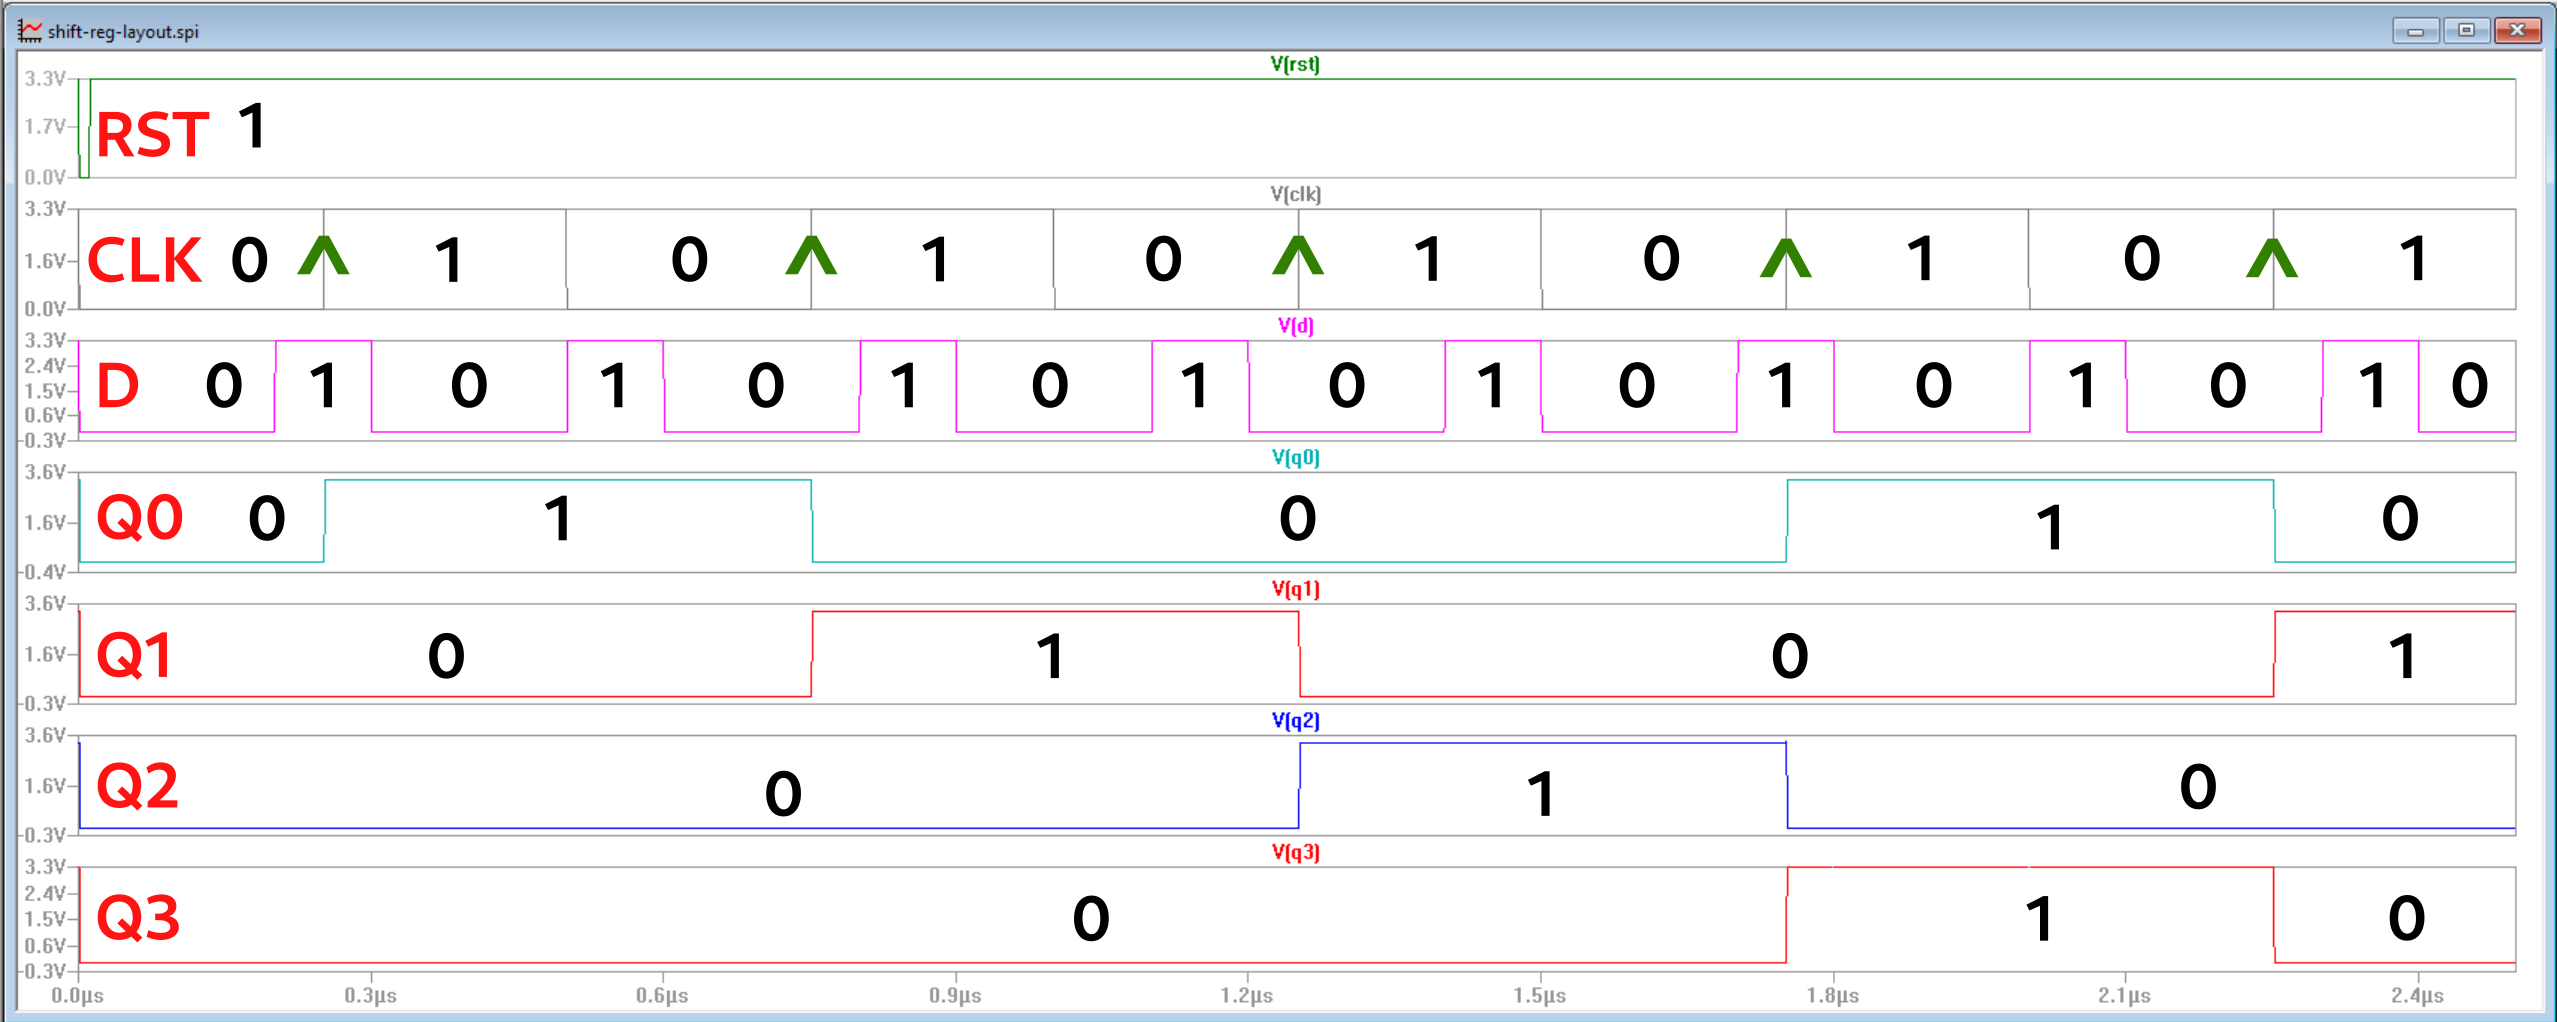 shift-reg-layout.spi
V(rst)
3.3V
1.7V
0.0V
RST 1
V(clk)
3.3V
1.6V
0.0V
CLK 0 ^ 1 0 ^ 1 0 ^ 1 0 ^ 1 0 ^ 1
V(d)
3.3V
2.4V
1.5V
0.6V
-0.3V
D 0 1 0 1 0 1 0 1 0 1 0 1 0 1 0 1 0
V(q0)
3.6V
1.6V
-0.4V
Q0 0 1 0 1 0
V(q1)
3.6V
1.6V
-0.3V
Q1 0 1 0 1
V(q2)
3.6V
1.6V
-0.3V
Q2 0 1 0
V(q3)
3.3V
2.4V
1.5V
0.6V
-0.3V
Q3 0 1 0
0.0µs 0.3µs 0.6µs 0.9µs 1.2µs 1.5µs 1.8µs 2.1µs 2.4µs